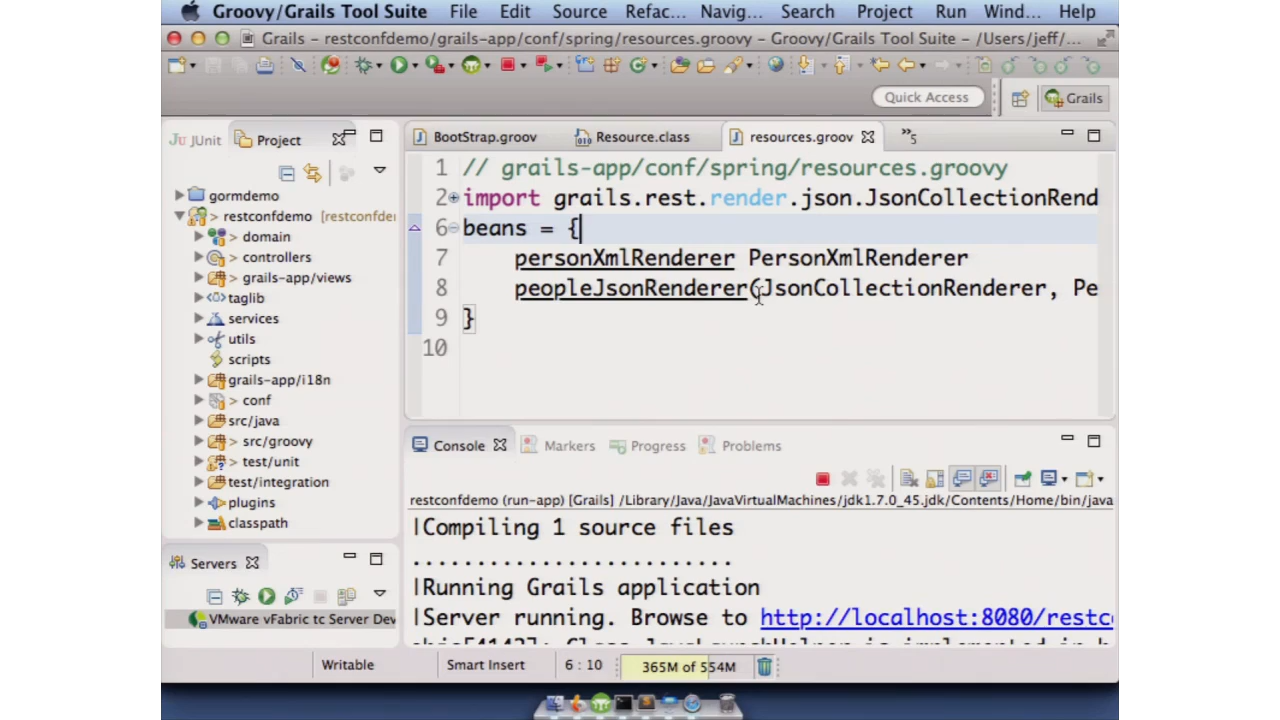 Groovy/Grails Tool Suite File Edit Source Refac... Navig... Search Project Run Wind... Help
Grails - restconfdemo/grails-app/conf/spring/resources.groovy - Groovy/Grails Tool Suite - /Users/jeff/...
Quick Access Grails
JUnit Project
BootStrap.groov Resource.class resources.groov »5
gormdemo
> restconfdemo [restconfde
> domain
> controllers
> grails-app/views
taglib
services
utils
scripts
grails-app/i18n
> conf
src/java
> src/groovy
> test/unit
test/integration
plugins
classpath
1 // grails-app/conf/spring/resources.groovy
2 import grails.rest.render.json.JsonCollectionRend
6 beans = {
7 personXmlRenderer PersonXmlRenderer
8 peopleJsonRenderer(JsonCollectionRenderer, Pe
9 }
10
Servers
VMware vFabric tc Server Dev
Console Markers Progress Problems
restconfdemo (run-app) [Grails] /Library/Java/JavaVirtualMachines/jdk1.7.0_45.jdk/Contents/Home/bin/java
|Compiling 1 source files
.........................
|Running Grails application
|Server running. Browse to http://localhost:8080/restc
Writable Smart Insert 6 : 10 365M of 554M